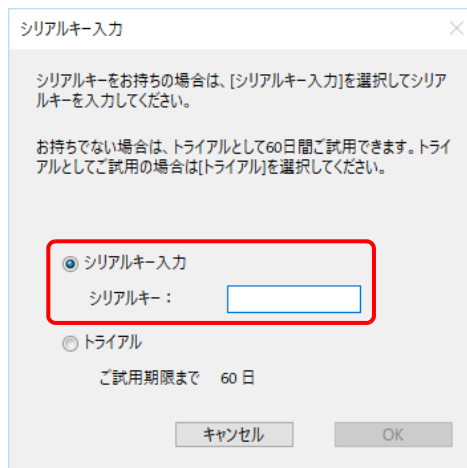 シリアルキー入力
シリアルキーをお持ちの場合は、[シリアルキー入力]を選択してシリア
ルキーを入力してください。
お持ちでない場合は、トライアルとして60日間ご試用できます。トライ
アルとしてご試用の場合は[トライアル]を選択してください。
シリアルキー入力
シリアルキー：
トライアル
ご試用期限まで 60 日
キャンセル OK